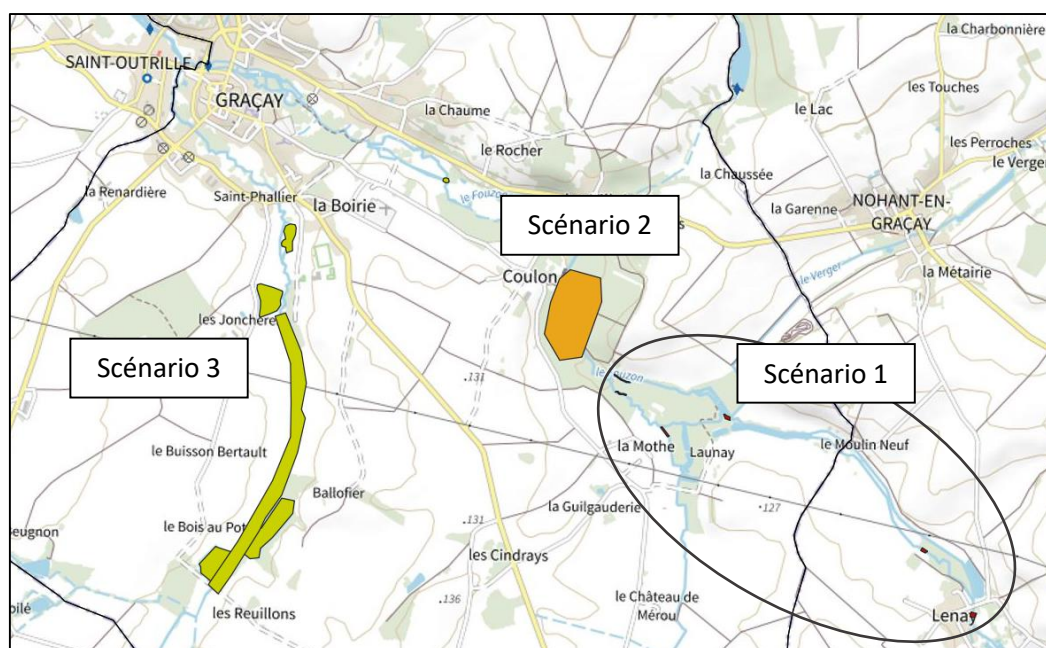 la Charbonnière
SAINT-OUTRILLE
GRAÇAY
la Chaume
le Lac
les Touches
le Rocher
les Perroches
le Verger
la Chaussée
la Renardière
Saint-Phallier
la Boirie
le Fouzon
la Garenne
NOHANT-EN-
GRAÇAY
Scénario 2
Coulon
le Verger
la Métairie
les Jonchère
Scénario 3
.131
Scénario 1
le Buisson Bertault
la Mothe
Launay
le Moulin Neuf
Ballofier
la Guilgauderie
.127
le Bois au Pot
.131
les Cindrays
eugnon
.136
le Château de
Mérou
les Reuillons
Lenay